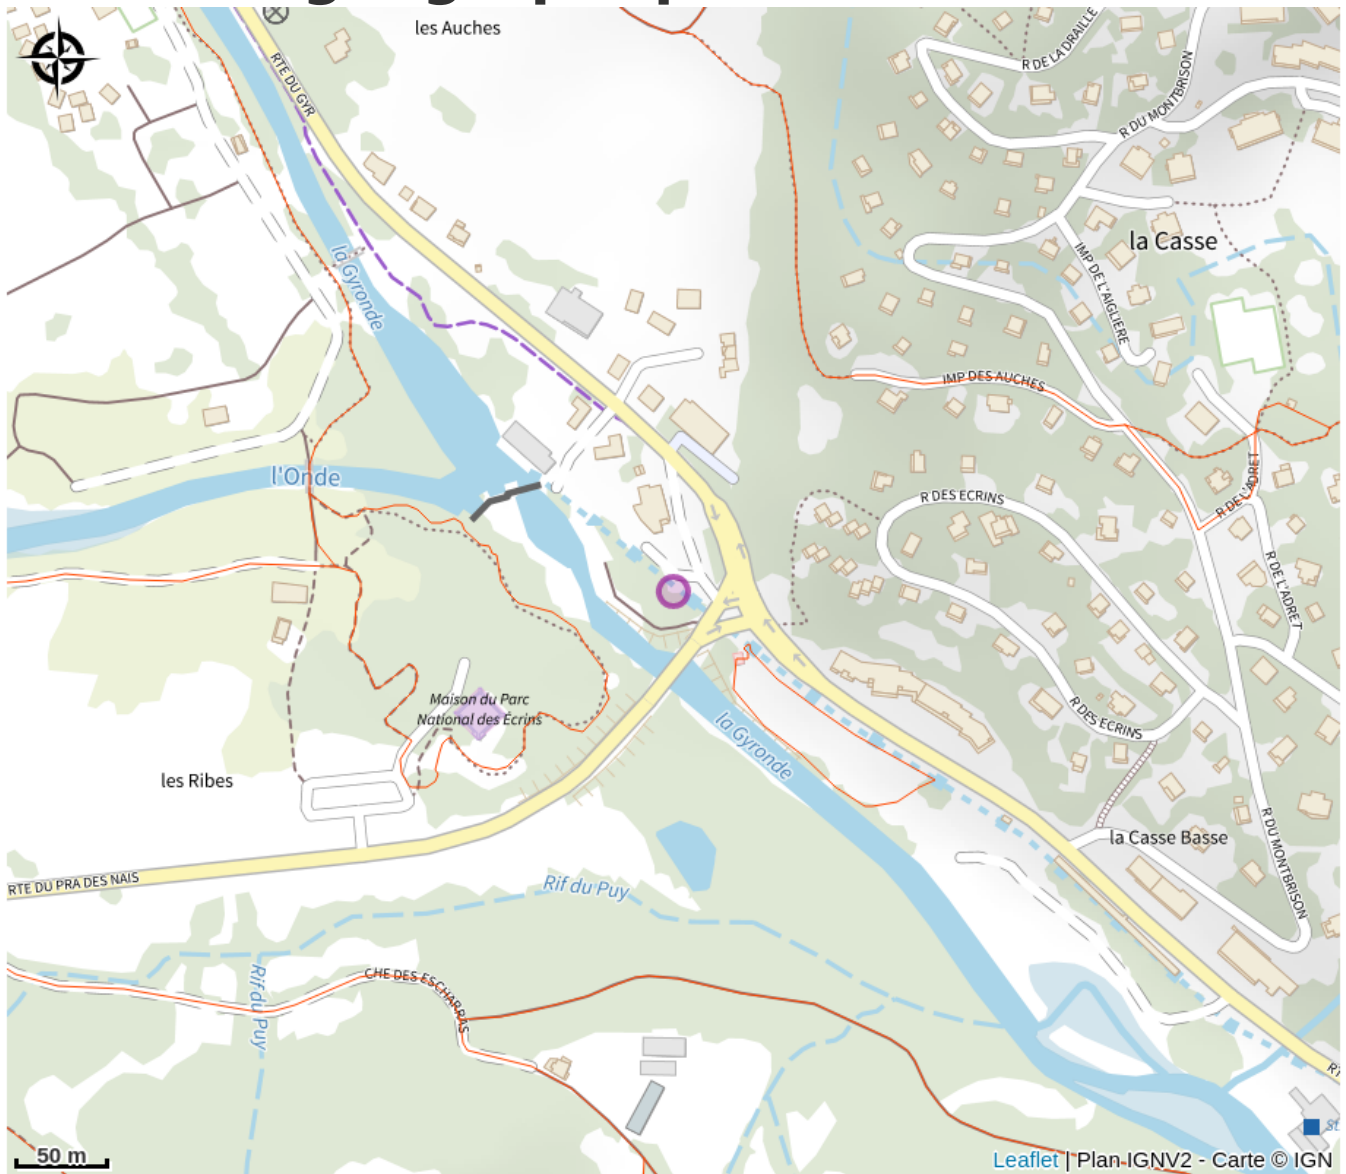 les Auches
RTE DU GYR
R DE LA DRAILLE
R DU MONTBRISON
la Casse
IMP DE L'AIGLIERE
la Gyronde
IMP DES AUCHES
l'Onde
R DE L'ADRET
R DES ECRINS
R DE L'ADRET
Maison du Parc
National des Écrins
R DES ECRINS
la Gyronde
les Ribes
la Casse Basse
R DU MONTBRISON
RTE DU PRA DES NAIS
Rif du Puy
Rif du Puy
CHE DES ESCHARRAS
50 m
Leaflet | Plan IGNV2 - Carte © IGN